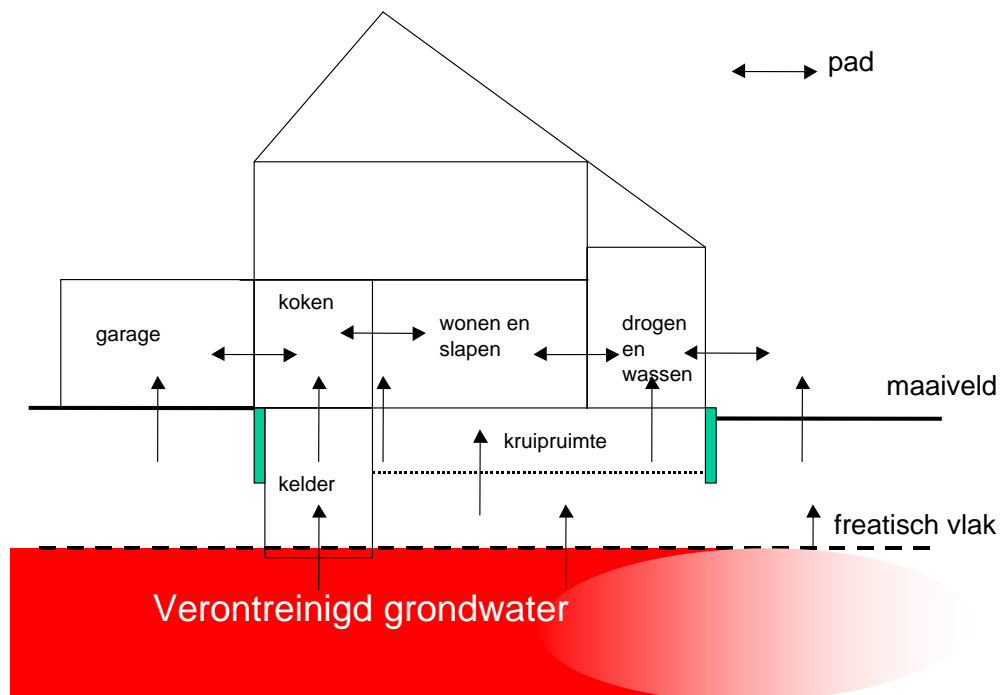 pad
koken
garage
wonen en
slapen
drogen
en
wassen
maaiveld
kruipruimte
kelder
freatisch vlak
Verontreinigd grondwater